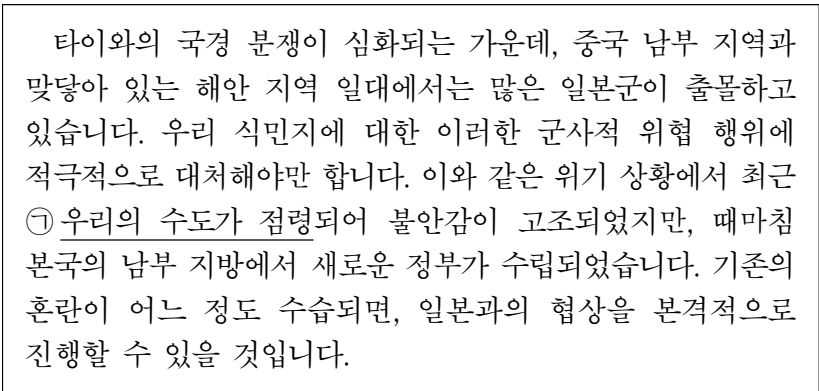 타이와의 국경 분쟁이 심화되는 가운데, 중국 남부 지역과
맞닿아 있는 해안 지역 일대에서는 많은 일본군이 출몰하고
있습니다. 우리 식민지에 대한 이러한 군사적 위협 행위에
적극적으로 대처해야만 합니다. 이와 같은 위기 상황에서 최근
㉠ 우리의 수도가 점령되어 불안감이 고조되었지만, 때마침
본국의 남부 지방에서 새로운 정부가 수립되었습니다. 기존의
혼란이 어느 정도 수습되면, 일본과의 협상을 본격적으로
진행할 수 있을 것입니다.